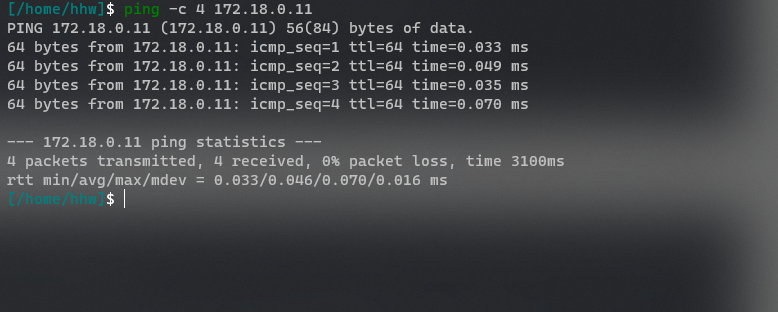 [/home/hhw]$ ping -c 4 172.18.0.11
PING 172.18.0.11 (172.18.0.11) 56(84) bytes of data.
64 bytes from 172.18.0.11: icmp_seq=1 ttl=64 time=0.033 ms
64 bytes from 172.18.0.11: icmp_seq=2 ttl=64 time=0.049 ms
64 bytes from 172.18.0.11: icmp_seq=3 ttl=64 time=0.035 ms
64 bytes from 172.18.0.11: icmp_seq=4 ttl=64 time=0.070 ms
--- 172.18.0.11 ping statistics ---
4 packets transmitted, 4 received, 0% packet loss, time 3100ms
rtt min/avg/max/mdev = 0.033/0.046/0.070/0.016 ms
[/home/hhw]$